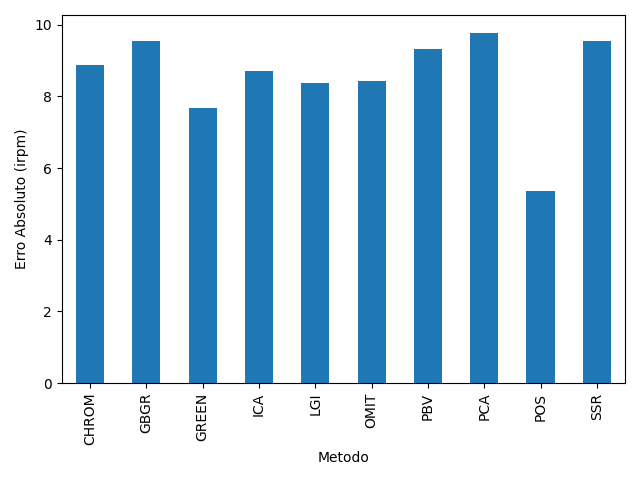 10
8
6
4
2
0
Erro Absoluto (irpm)
CHROM
GBGR
GREEN
ICA
LGI
OMIT
PBV
PCA
POS
SSR
Metodo